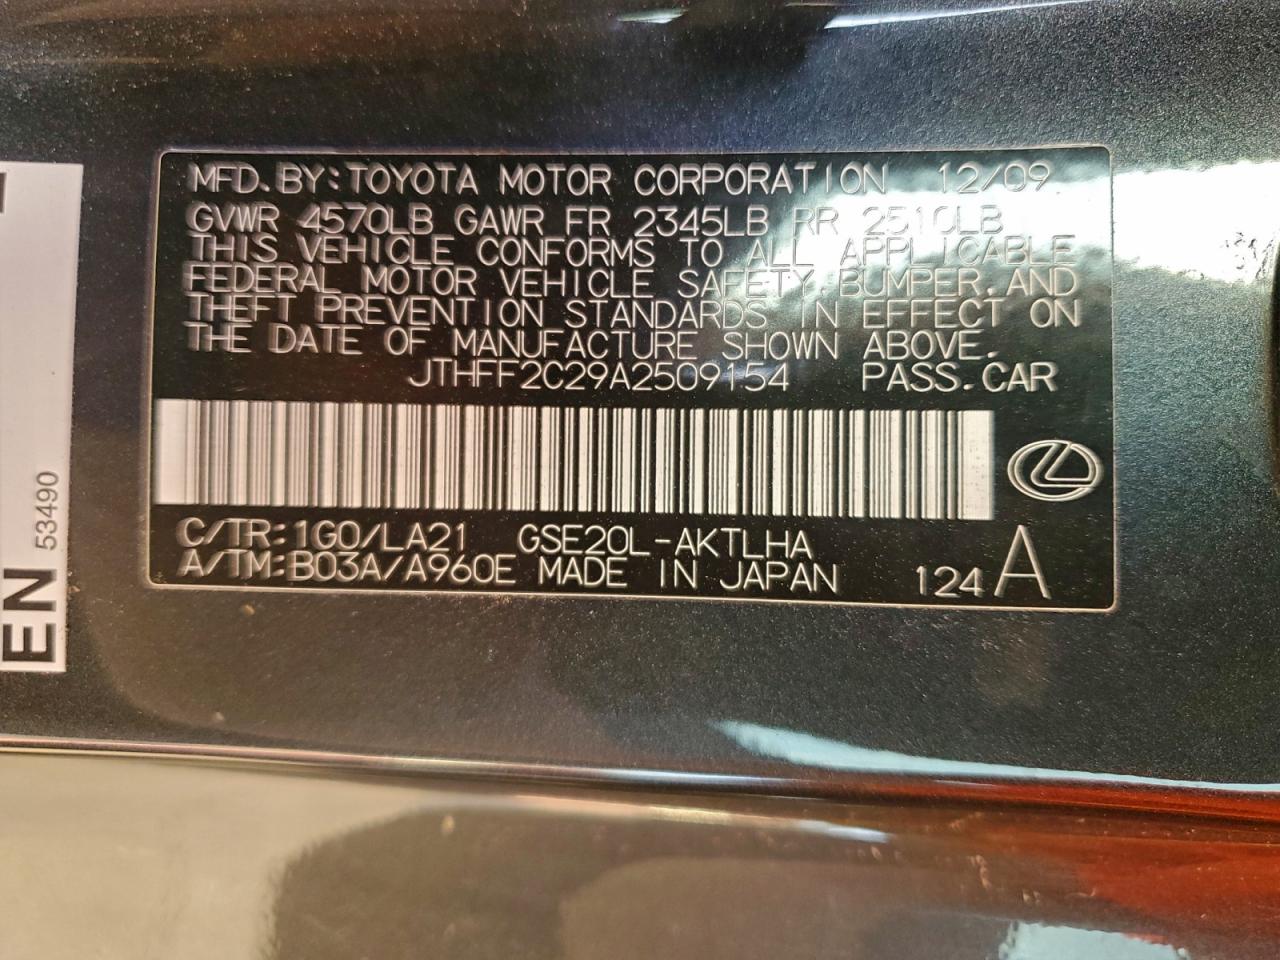 MFD.BY:TOYOTA MOTOR CORPORATION 12/09
GVWR 4570LB GAWR FR 2345LB RR 2510LB
THIS VEHICLE CONFORMS TO ALL APPLICABLE
FEDERAL MOTOR VEHICLE SAFETY,BUMPER,AND
THEFT PREVENTION STANDARDS IN EFFECT ON
THE DATE OF MANUFACTURE SHOWN ABOVE.
JTHFF2C29A2509154 PASS.CAR
C/TR:1G0/LA21 GSE20L-AKTLHA
A/TM:B03A/A960E MADE IN JAPAN 124 A
EN 53490